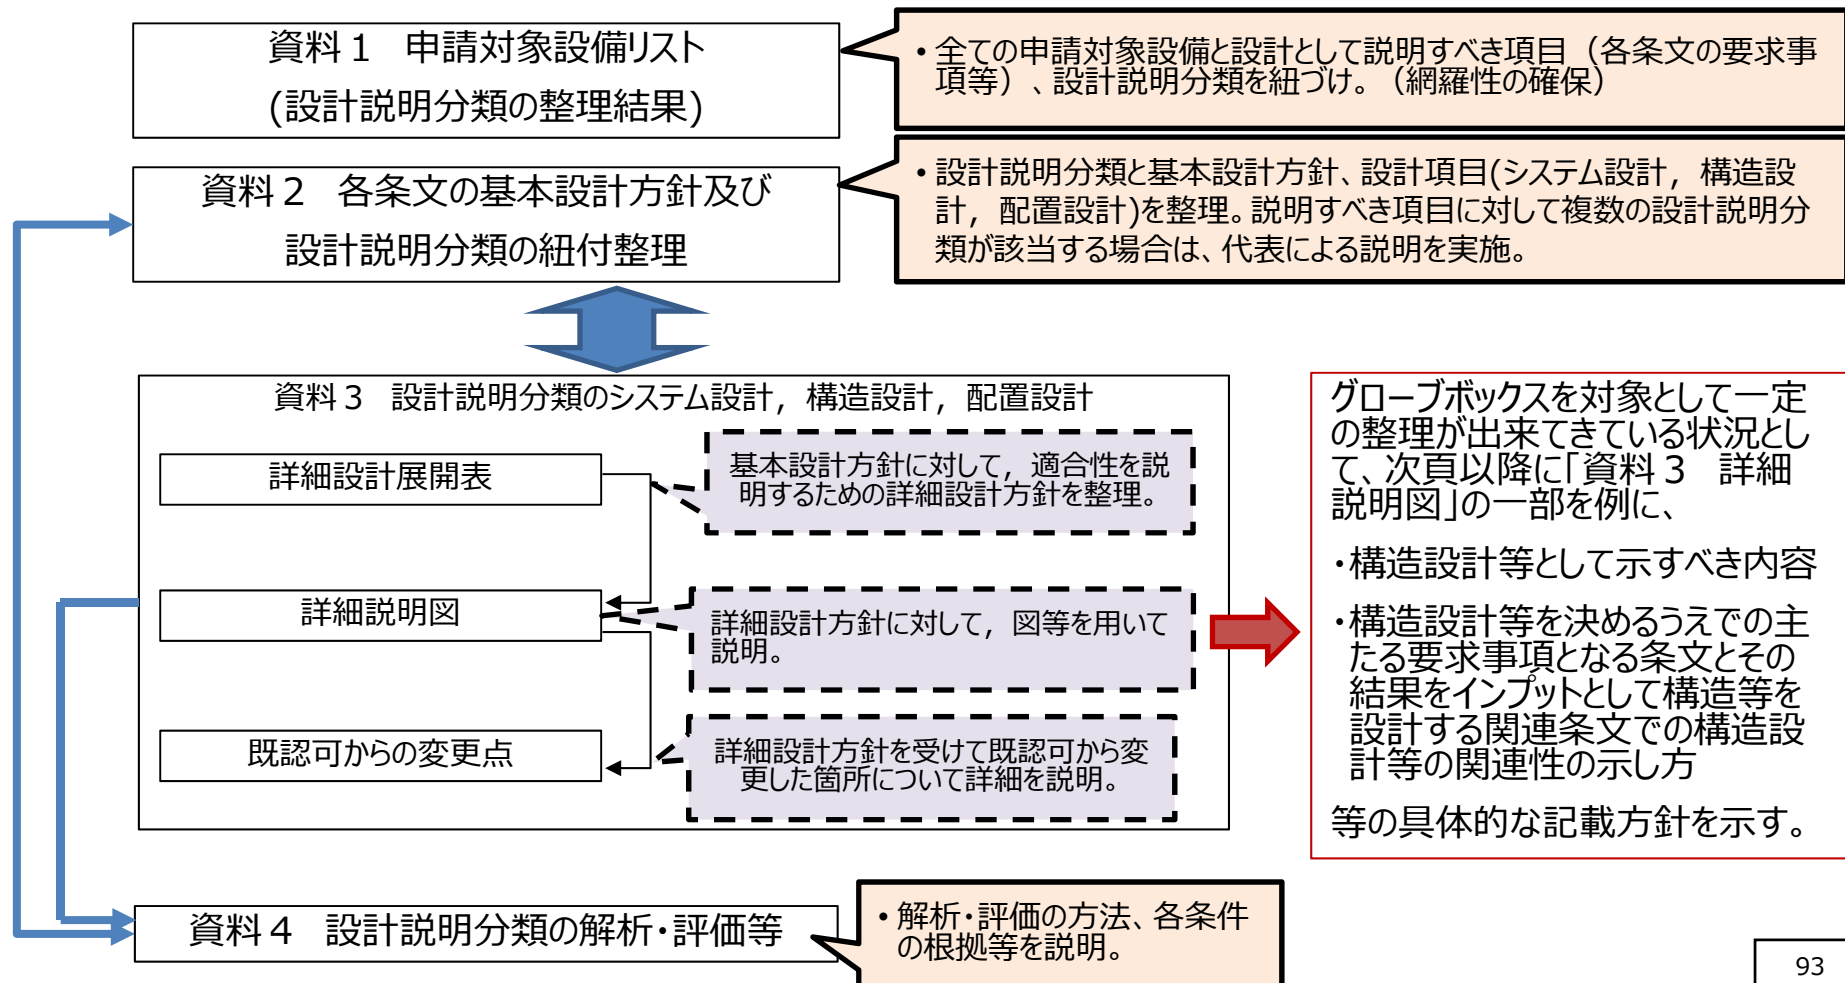 資料１　申請対象設備リスト
(設計説明分類の整理結果)
・全ての申請対象設備と設計として説明すべき項目（各条文の要求事
項等）、設計説明分類を紐づけ。（網羅性の確保）
資料２　各条文の基本設計方針及び
設計説明分類の紐付整理
・設計説明分類と基本設計方針、設計項目(システム設計，構造設
計，配置設計)を整理。説明すべき項目に対して複数の設計説明分
類が該当する場合は、代表による説明を実施。
資料３　設計説明分類のシステム設計，構造設計，配置設計
詳細設計展開表
基本設計方針に対して，適合性を説
明するための詳細設計方針を整理。
詳細説明図
詳細設計方針に対して，図等を用いて
説明。
既認可からの変更点
詳細設計方針を受けて既認可から変
更した箇所について詳細を説明。
グローブボックスを対象として一定
の整理が出来てきている状況とし
て、次頁以降に「資料３　詳細
説明図」の一部を例に、
・構造設計等として示すべき内容
・構造設計等を決めるうえでの主
たる要求事項となる条文とその
結果をインプットとして構造等を
設計する関連条文での構造設
計等の関連性の示し方
等の具体的な記載方針を示す。
資料４　設計説明分類の解析・評価等
・解析・評価の方法、各条件
の根拠等を説明。
93